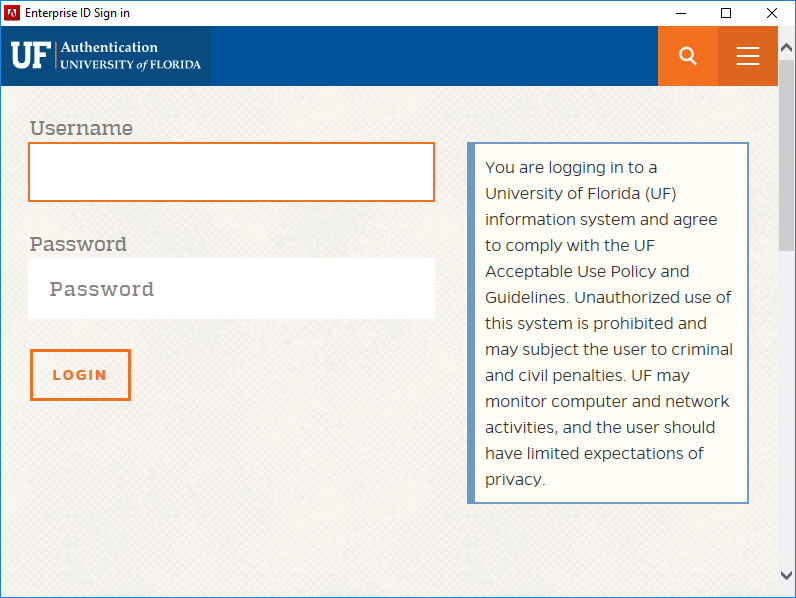 Enterprise ID Sign in
UF Authentication
UNIVERSITY of FLORIDA
Username
Password
Password
LOGIN
You are logging in to a
University of Florida (UF)
information system and agree
to comply with the UF
Acceptable Use Policy and
Guidelines. Unauthorized use of
this system is prohibited and
may subject the user to criminal
and civil penalties. UF may
monitor computer and network
activities, and the user should
have limited expectations of
privacy.